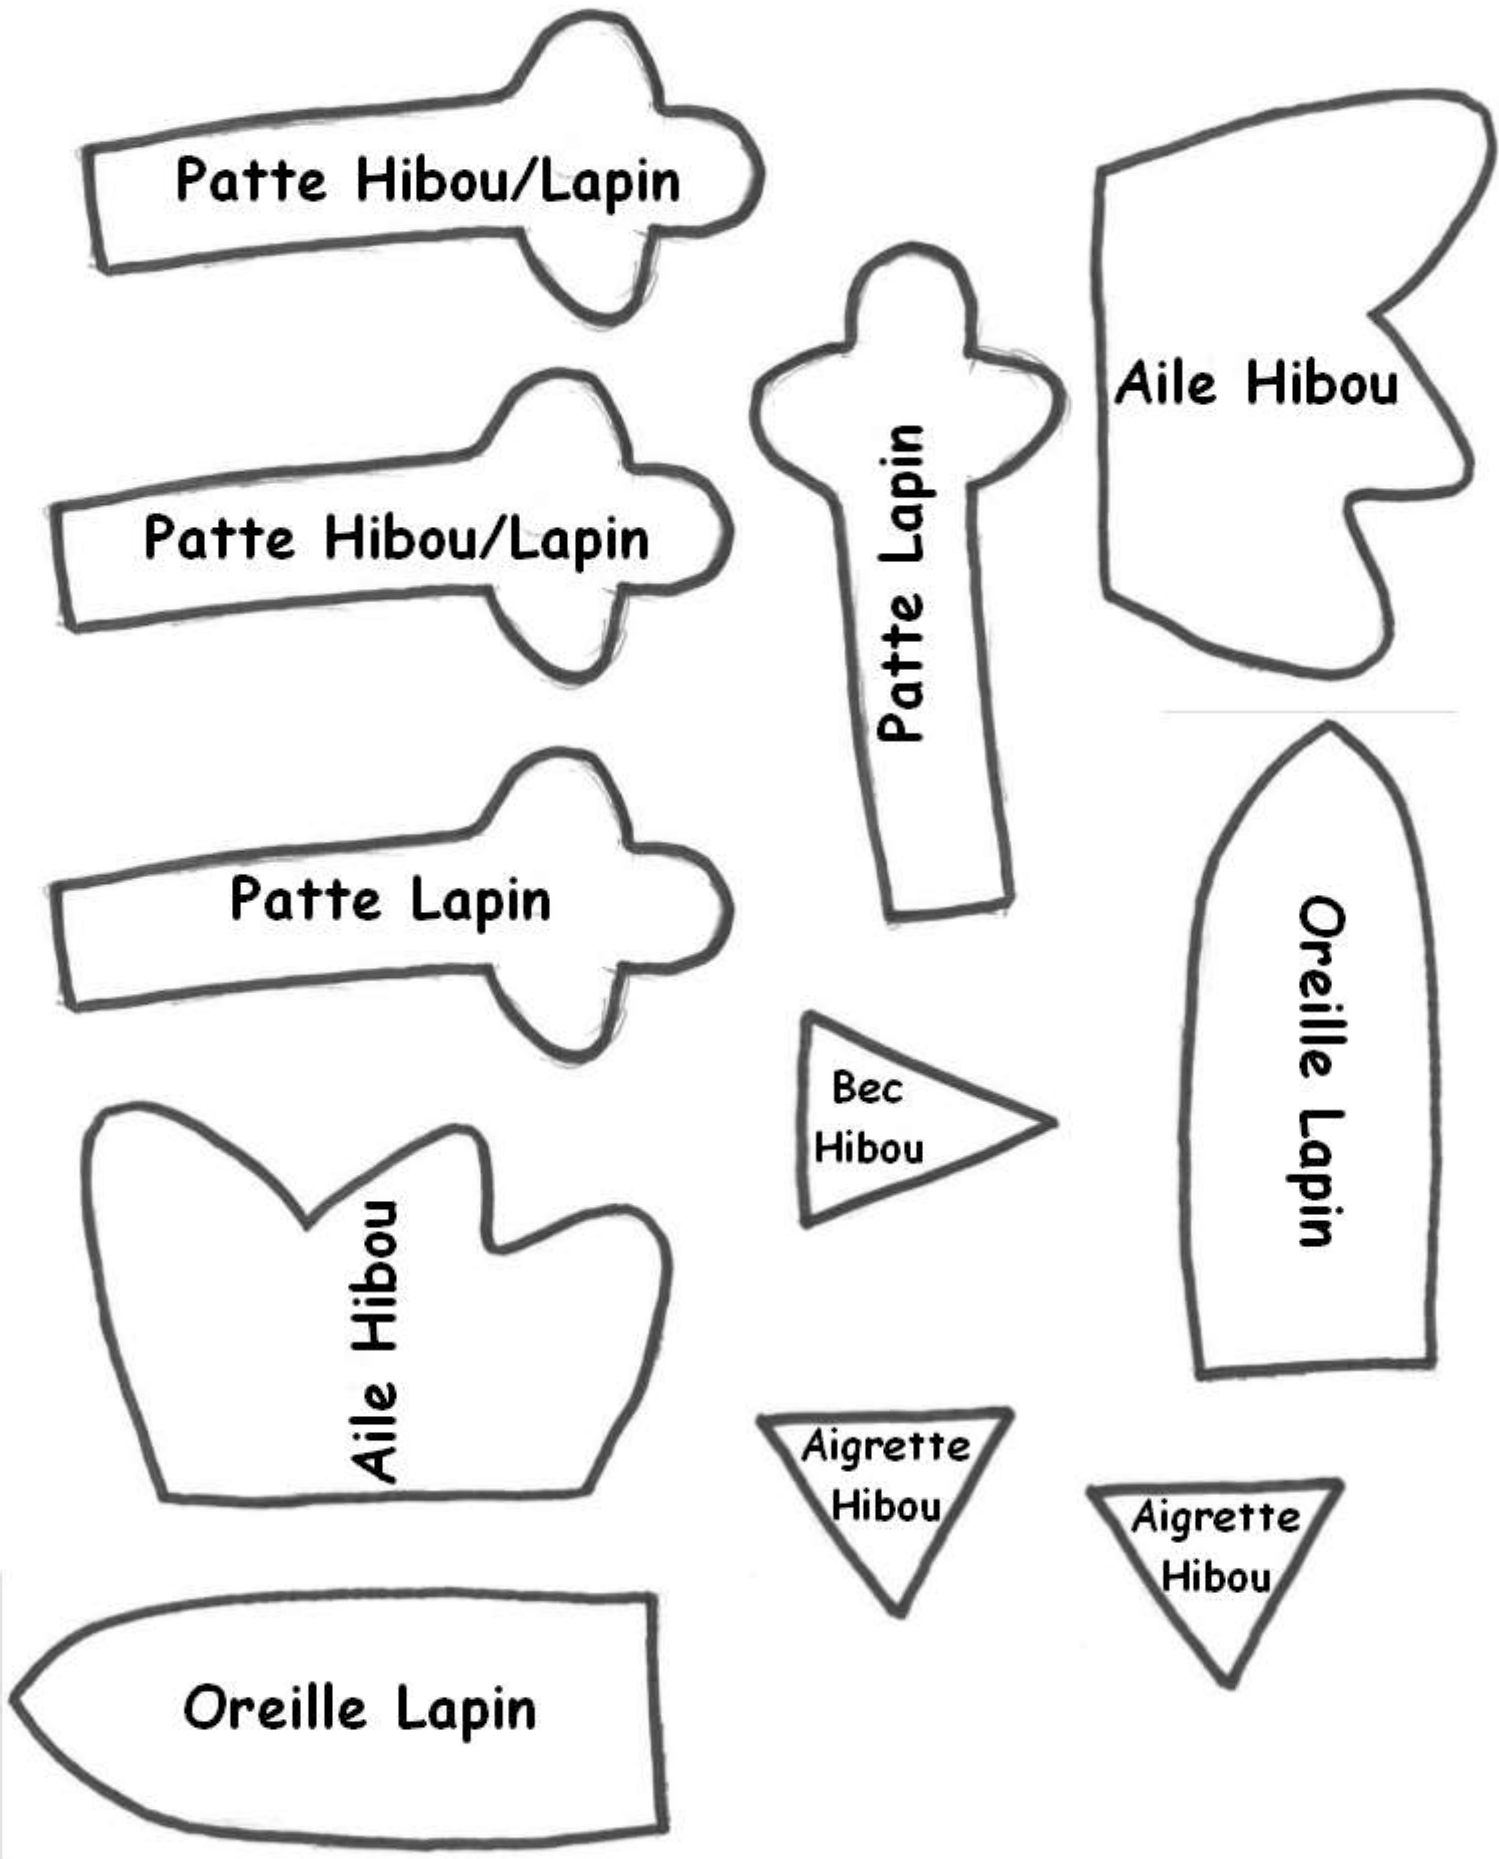 Patte Hibou/Lapin
Aile Hibou
Patte Hibou/Lapin
Patte Lapin
Patte Lapin
Oreille Lapin
Bec
Hibou
Aile Hibou
Aigrette
Hibou
Aigrette
Hibou
Oreille Lapin